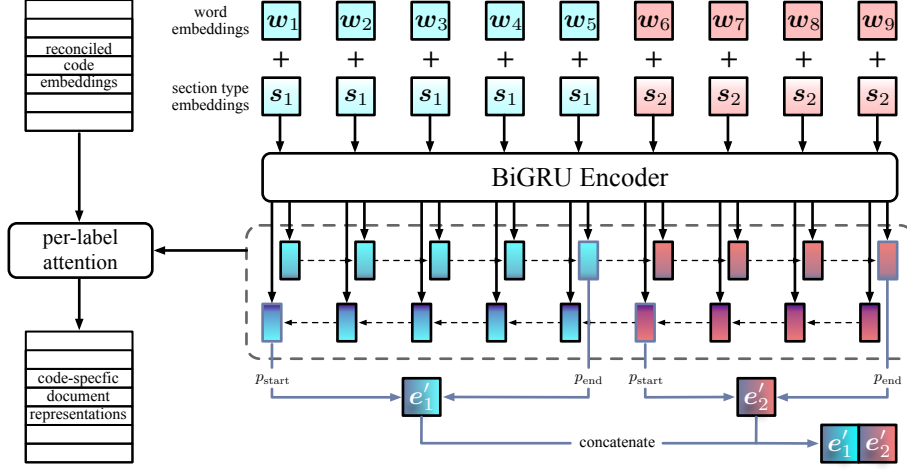 word embeddings
w1 w2 w3 w4 w5 w6 w7 w8 w9
+ + + + + + + + +
section type embeddings
s1 s1 s1 s1 s1 s2 s2 s2 s2
reconciled
code
embeddings
BiGRU Encoder
per-label
attention
code-specfic
document
representations
pstart pend pstart pend
e′1 e′2
concatenate
e′1 e′2